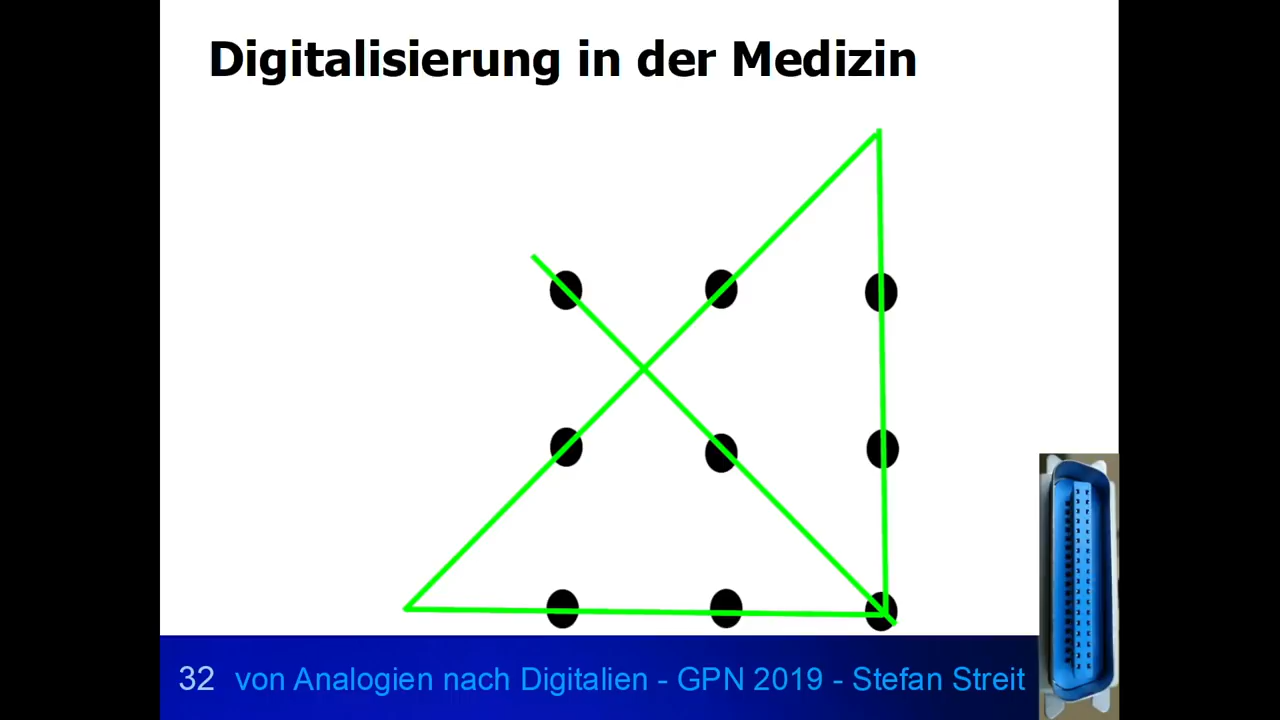 Digitalisierung in der Medizin
32 von Analogien nach Digitalien - GPN 2019 - Stefan Streit